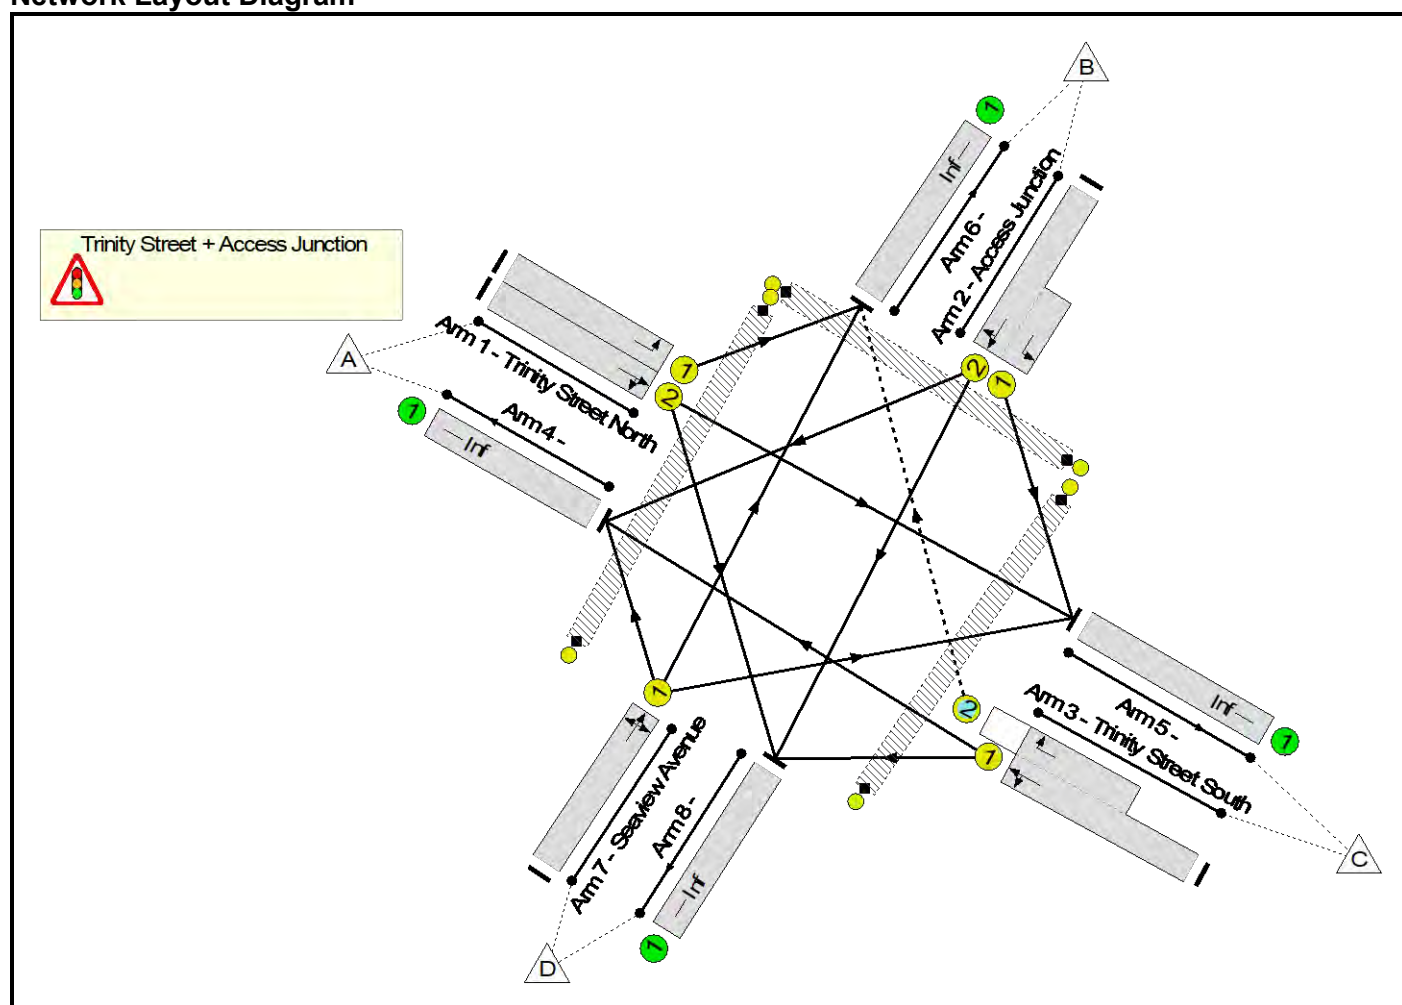 Network Layout Diagram
B
1
Inf
Arm 6 -
Arm 2 - Access Junction
Trinity Street + Access Junction
A
Arm 1 - Trinity Street North
1
2
2
1
1
Arm 4 -
Inf
1
2
1
Arm 5 -
Inf
1
Arm 3 - Trinity Street South
C
Arm 7 - Seaview Avenue
Arm 8 -
Inf
1
D